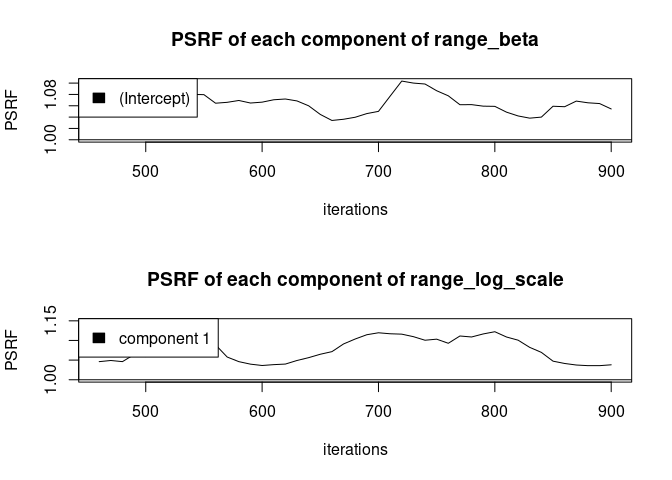 PSRF of each component of range_beta
PSRF
1.08
1.00
(Intercept)
500 600 700 800 900
iterations
PSRF of each component of range_log_scale
PSRF
1.15
1.00
component 1
500 600 700 800 900
iterations